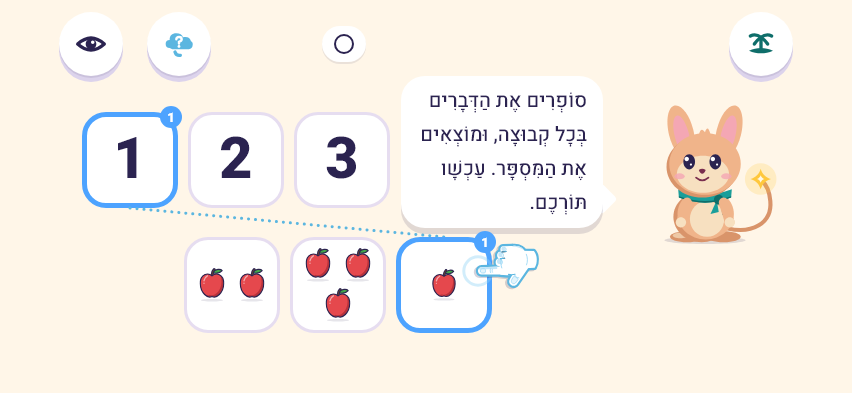 ?
סוֹפְרִים אֶת הַדְּבָרִים
בְּכָל קְבוּצָה, וּמוֹצְאִים
אֶת הַמִּסְפָּר. עַכְשָׁו
תּוֹרְכֶם.
1 2 3
1
1